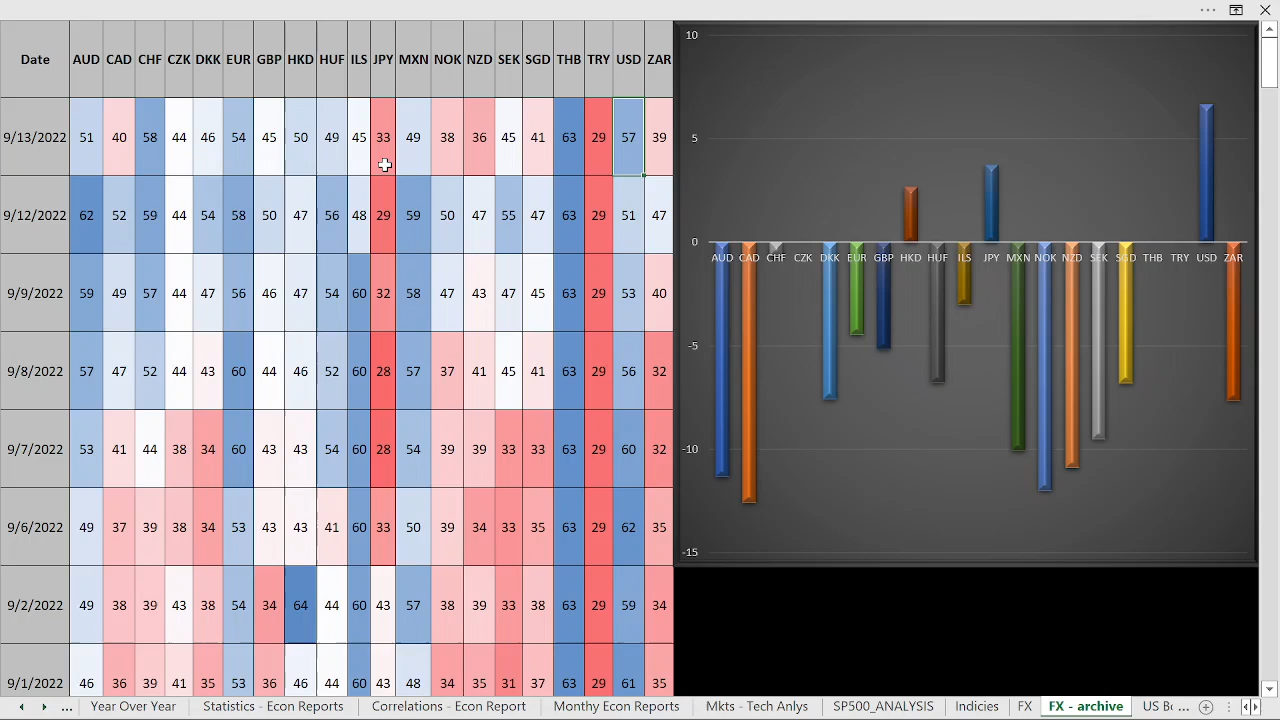 Date AUD CAD CHF CZK DKK EUR GBP HKD HUF ILS JPY MXN NOK NZD SEK SGD THB TRY USD ZAR
9/13/2022 51 40 58 44 46 54 45 50 49 45 33 49 38 36 45 41 63 29 57 39
9/12/2022 62 52 59 44 54 58 50 47 56 48 29 59 50 47 55 47 63 29 51 47
9/9/2022 59 49 57 44 47 56 46 47 54 60 32 58 47 43 47 45 63 29 53 40
9/8/2022 57 47 52 44 43 60 44 46 52 60 28 57 37 41 45 41 63 29 56 32
9/7/2022 53 41 44 38 34 60 43 43 54 60 28 54 39 39 33 33 63 29 60 32
9/6/2022 49 37 39 38 34 53 43 43 41 60 33 50 39 34 33 35 63 29 62 35
9/2/2022 49 38 39 43 38 54 34 64 44 60 43 57 38 39 33 38 63 29 59 34
9/1/2022 46 36 39 41 35 53 36 46 44 60 43 48 34 35 31 37 63 29 61 35
10
5
0
AUD CAD CHF CZK DKK EUR GBP HKD HUF ILS JPY MXN NOK NZD SEK SGD THB TRY USD ZAR
-5
-10
-15
... Year Over Year Statistics - Econ Reports Correlations - Econ Report Monthy Econ Reports Mkts - Tech Anlys SP500_ANALYSIS Indicies FX FX - archive US Bo ...